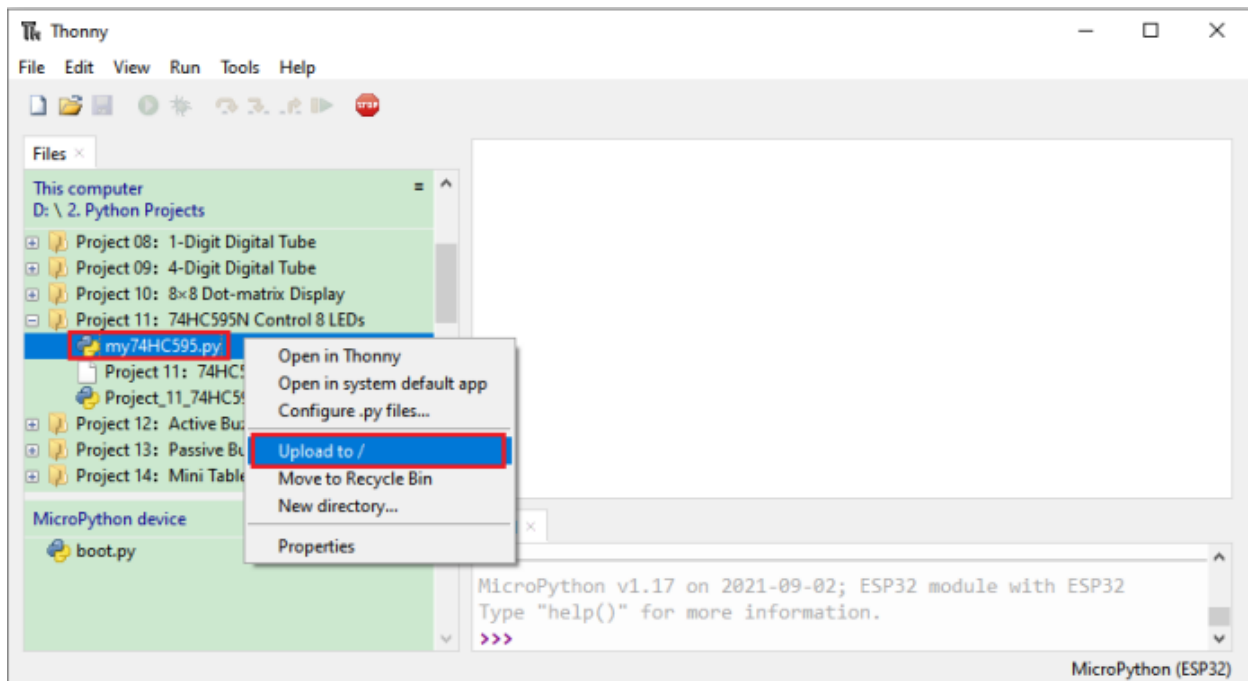 Thonny
File Edit View Run Tools Help
STOP
Files ×
This computer
D: \ 2. Python Projects
Project 08: 1-Digit Digital Tube
Project 09: 4-Digit Digital Tube
Project 10: 8×8 Dot-matrix Display
Project 11: 74HC595N Control 8 LEDs
my74HC595.py
Project 11: 74HC5
Project_11_74HC59
Project 12: Active Buz
Project 13: Passive Bu
Project 14: Mini Table
Open in Thonny
Open in system default app
Configure .py files...
Upload to /
Move to Recycle Bin
New directory...
Properties
MicroPython device
boot.py
MicroPython v1.17 on 2021-09-02; ESP32 module with ESP32
Type "help()" for more information.
>>>
MicroPython (ESP32)